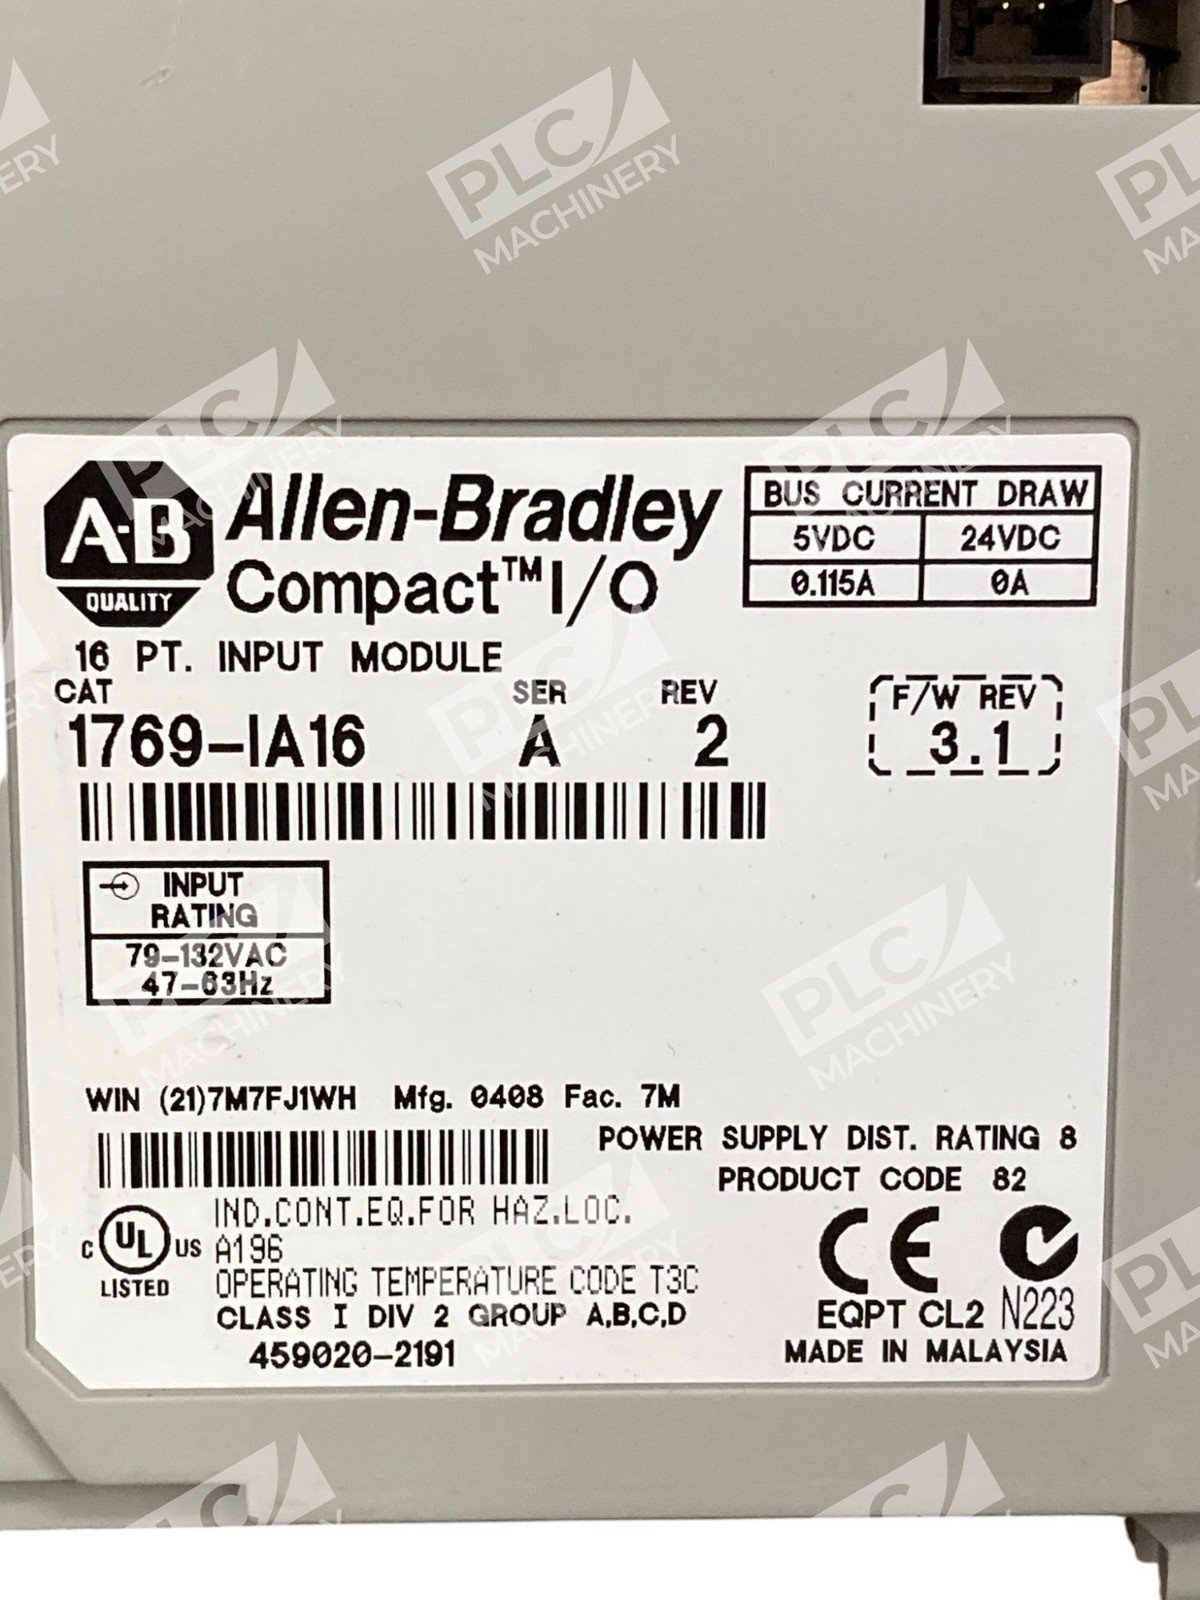 A-B
QUALITY
Allen-Bradley
Compact™ I/O
BUS CURRENT DRAW
5VDC 24VDC
0.115A 0A
16 PT. INPUT MODULE
CAT SER REV
1769-IA16 A 2
F/W REV
3.1
INPUT
RATING
79-132VAC
47-63Hz
WIN (21)7M7FJ1WH Mfg. 0408 Fac. 7M
POWER SUPPLY DIST. RATING 8
PRODUCT CODE 82
C UL US
LISTED
IND.CONT.EQ.FOR HAZ.LOC.
A196
OPERATING TEMPERATURE CODE T3C
CLASS I DIV 2 GROUP A,B,C,D
459020-2191
CE
EQPT CL2 N223
MADE IN MALAYSIA
PLC
MACHINERY